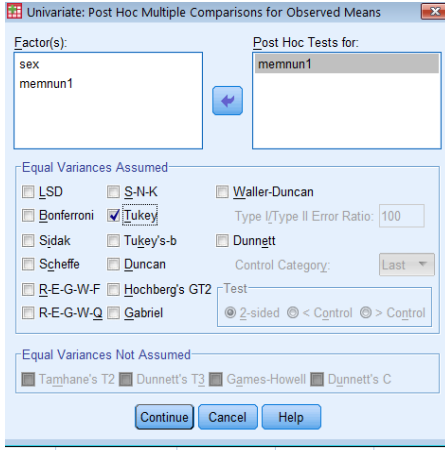 Univariate: Post Hoc Multiple Comparisons for Observed Means
Factor(s):
Post Hoc Tests for:
sex
memnun1
memnun1
Equal Variances Assumed
LSD S-N-K Waller-Duncan
Bonferroni Tukey Type I/Type II Error Ratio: 100
Sidak Tukey's-b Dunnett
Scheffe Duncan Control Category: Last
R-E-G-W-F Hochberg's GT2 Test
R-E-G-W-Q Gabriel 2-sided < Control > Control
Equal Variances Not Assumed
Tamhane's T2 Dunnett's T3 Games-Howell Dunnett's C
Continue Cancel Help